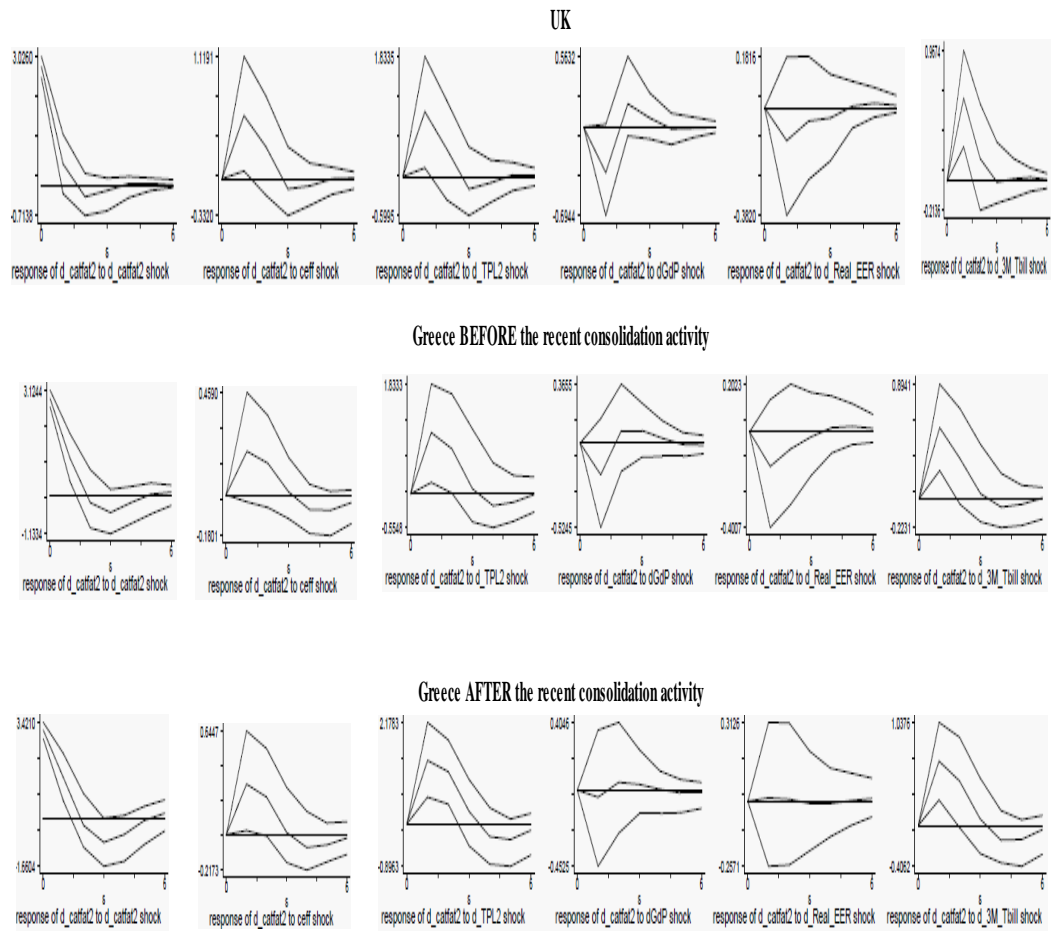 UK
3.0260
-0.7138
0
6
s
response of d_catfat2 to d_catfat2 shock
1.1191
-0.3320
0
6
s
response of d_catfat2 to ceff shock
1.8335
-0.5995
0
6
s
response of d_catfat2 to d_TPL2 shock
0.5632
-0.6944
0
6
s
response of d_catfat2 to dGdP shock
0.1816
-0.3820
0
6
s
response of d_catfat2 to d_Real_EER shock
0.9574
-0.2136
0
6
s
response of d_catfat2 to d_3M_Tbill shock
Greece BEFORE the recent consolidation activity
3.1244
-1.1334
0
6
s
response of d_catfat2 to d_catfat2 shock
0.4590
-0.1801
0
6
s
response of d_catfat2 to ceff shock
1.8333
-0.5548
0
6
s
response of d_catfat2 to d_TPL2 shock
0.3655
-0.5245
0
6
s
response of d_catfat2 to dGdP shock
0.2023
-0.4007
0
6
s
response of d_catfat2 to d_Real_EER shock
0.8941
-0.2231
0
6
s
response of d_catfat2 to d_3M_Tbill shock
Greece AFTER the recent consolidation activity
3.4210
-1.6604
0
6
s
response of d_catfat2 to d_catfat2 shock
0.6447
-0.2173
0
6
s
response of d_catfat2 to ceff shock
2.1783
-0.8963
0
6
s
response of d_catfat2 to d_TPL2 shock
0.4046
-0.4525
0
6
s
response of d_catfat2 to dGdP shock
0.3126
-0.2571
0
6
s
response of d_catfat2 to d_Real_EER shock
1.0376
-0.4062
0
6
s
response of d_catfat2 to d_3M_Tbill shock